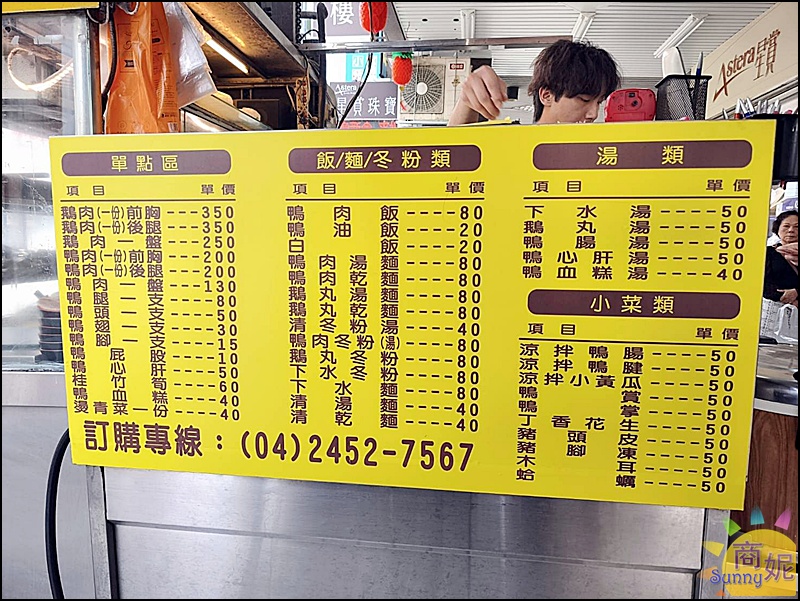 樓
星賞珠寶
Astera 星賞
單點區
項目 單價
鵝肉(一份)前胸---350
鵝肉(一份)後腿---350
鵝肉一盤---250
鴨肉(一份)前胸---200
鴨肉(一份)後腿---200
鴨肉一盤---130
鴨腿一支---80
鴨頭一支---50
鴨翅一支---30
鴨腳一支---15
鴨屁股---10
鴨心肝---50
桂竹筍---60
鴨血糕---40
燙青菜一份---40
飯/麵/冬粉類
項目 單價
鴨肉飯----80
鴨油飯----20
白飯----20
鴨肉湯麵----80
鴨肉乾麵----80
鵝丸湯麵----80
鵝丸乾麵----80
清冬粉湯----40
鴨肉冬粉(湯)----80
鵝丸冬粉----80
下水冬粉----80
下水麵----80
清湯麵----40
清乾麵----40
湯類
項目 單價
下水湯----50
鵝丸湯----50
鴨腸湯----50
鴨心肝湯----50
鴨血糕湯----40
小菜類
項目 單價
涼拌鴨腸-----50
涼拌鴨腱-----50
涼拌小黃瓜-----50
鴨賞-----50
鴨掌-----50
丁香花生-----50
豬頭皮-----50
豬腳凍-----50
木耳-----50
蛤蠣-----50
訂購專線：(04)2452-7567
商妮
Sunny